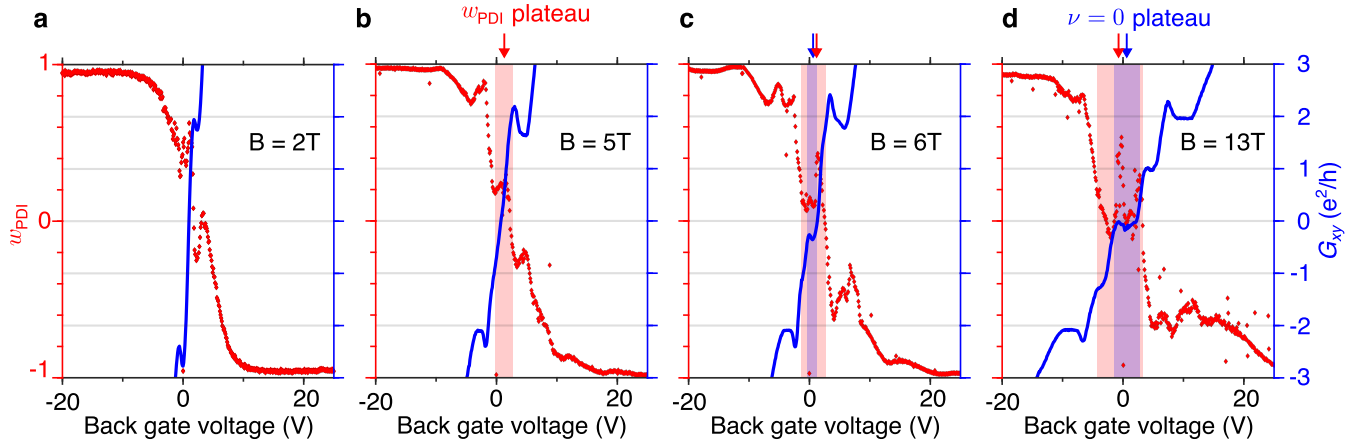 a
b
w_PDI plateau
c
d
ν = 0 plateau
1
0
-1
w_PDI
B = 2T
B = 5T
B = 6T
B = 13T
3
2
1
0
-1
-2
-3
G_xy (e²/h)
-20 0 20
-20 0 20
-20 0 20
-20 0 20
Back gate voltage (V)
Back gate voltage (V)
Back gate voltage (V)
Back gate voltage (V)